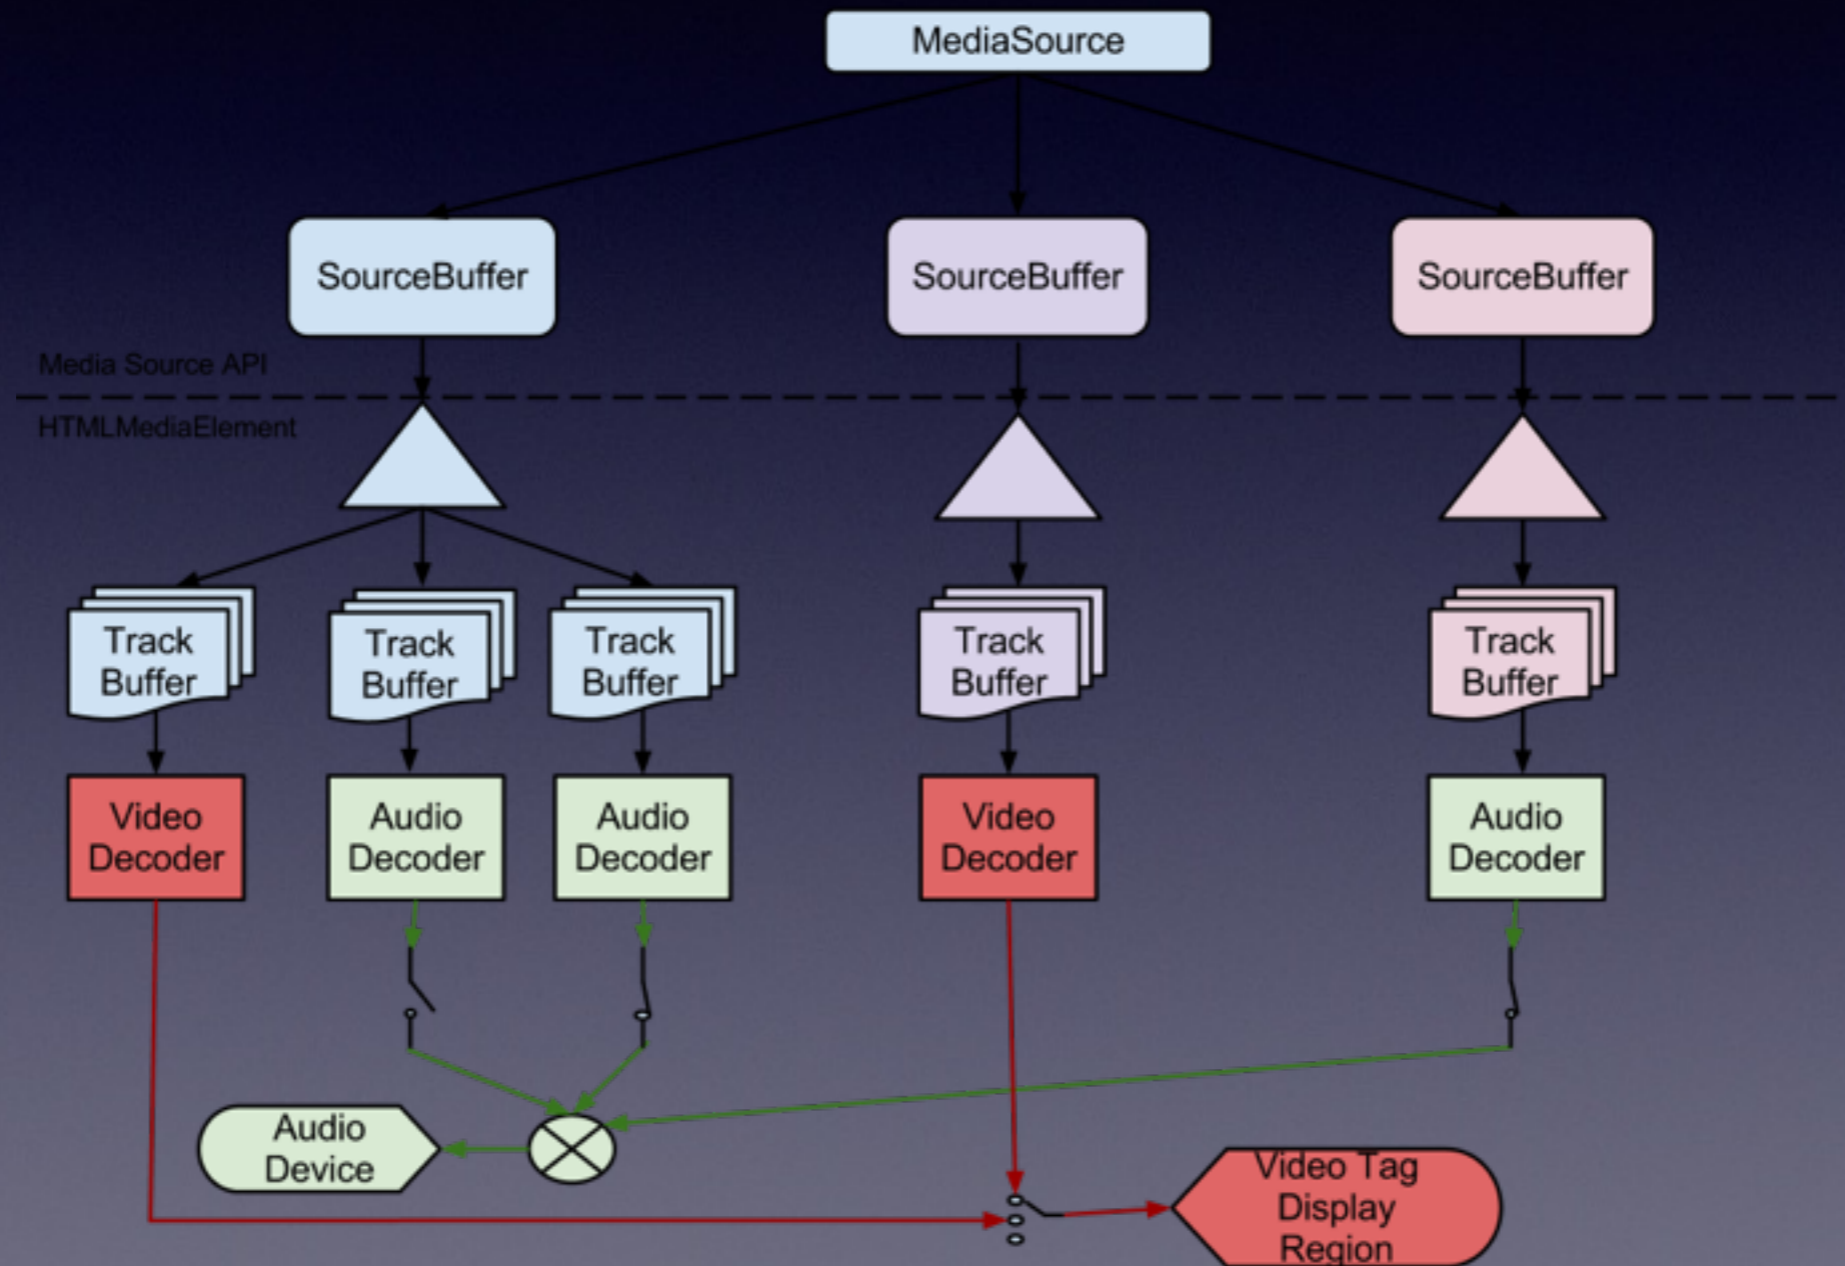 MediaSource
SourceBuffer
SourceBuffer
SourceBuffer
Media Source API
HTMLMediaElement
Track
Buffer
Track
Buffer
Track
Buffer
Track
Buffer
Track
Buffer
Video
Decoder
Audio
Decoder
Audio
Decoder
Video
Decoder
Audio
Decoder
Audio
Device
Video Tag
Display
Region